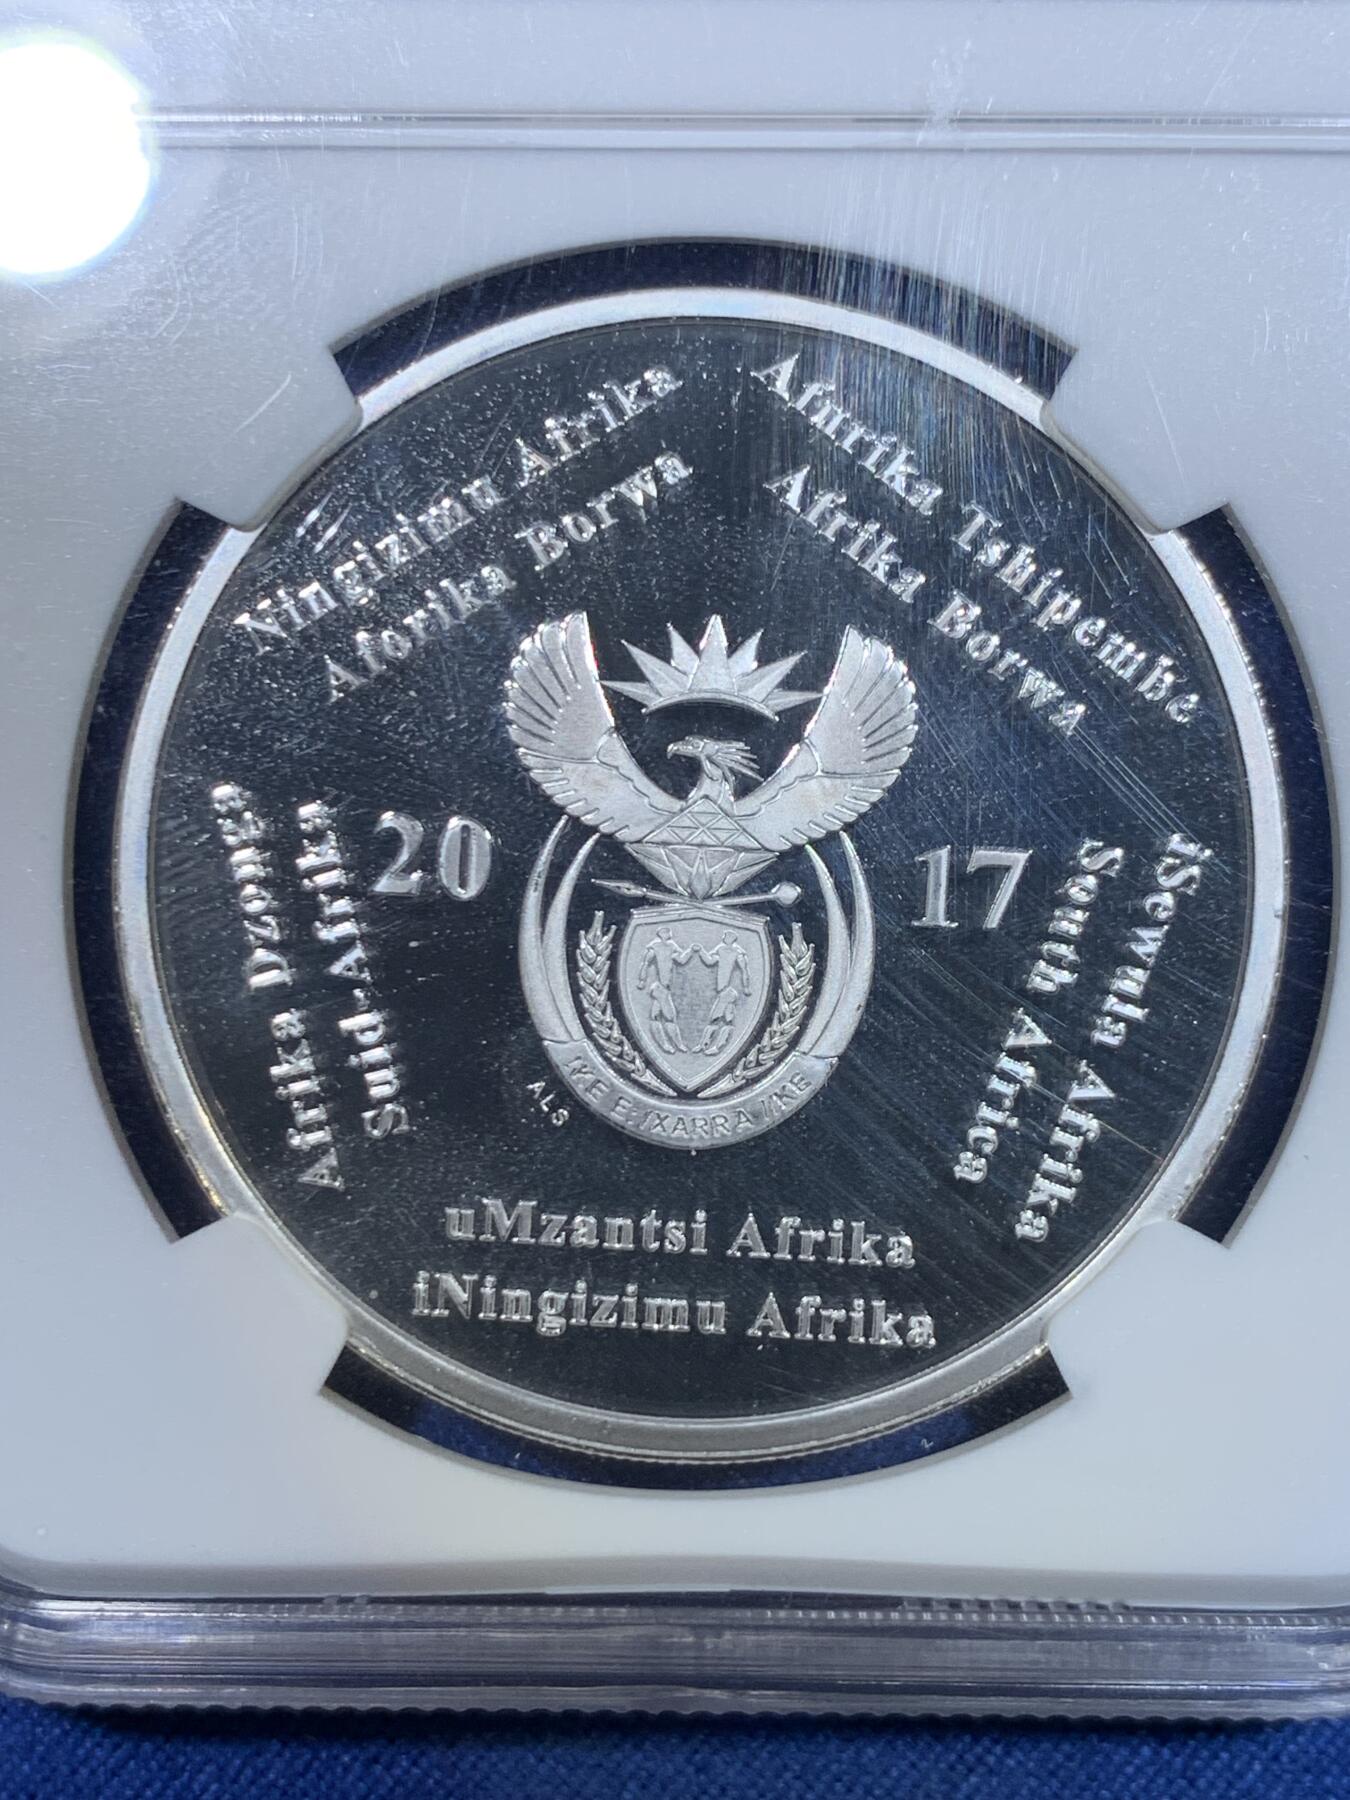 Ningizimu Afrika
Aforika Borwa
Afurika Tshipembe
Afrika Borwa
Afrika Dzonga
Suid-Afrika
20
17
iSewula Afrika
South Africa
ALS
!KE E: /XARRA //KE
uMzantsi Afrika
iNingizimu Afrika